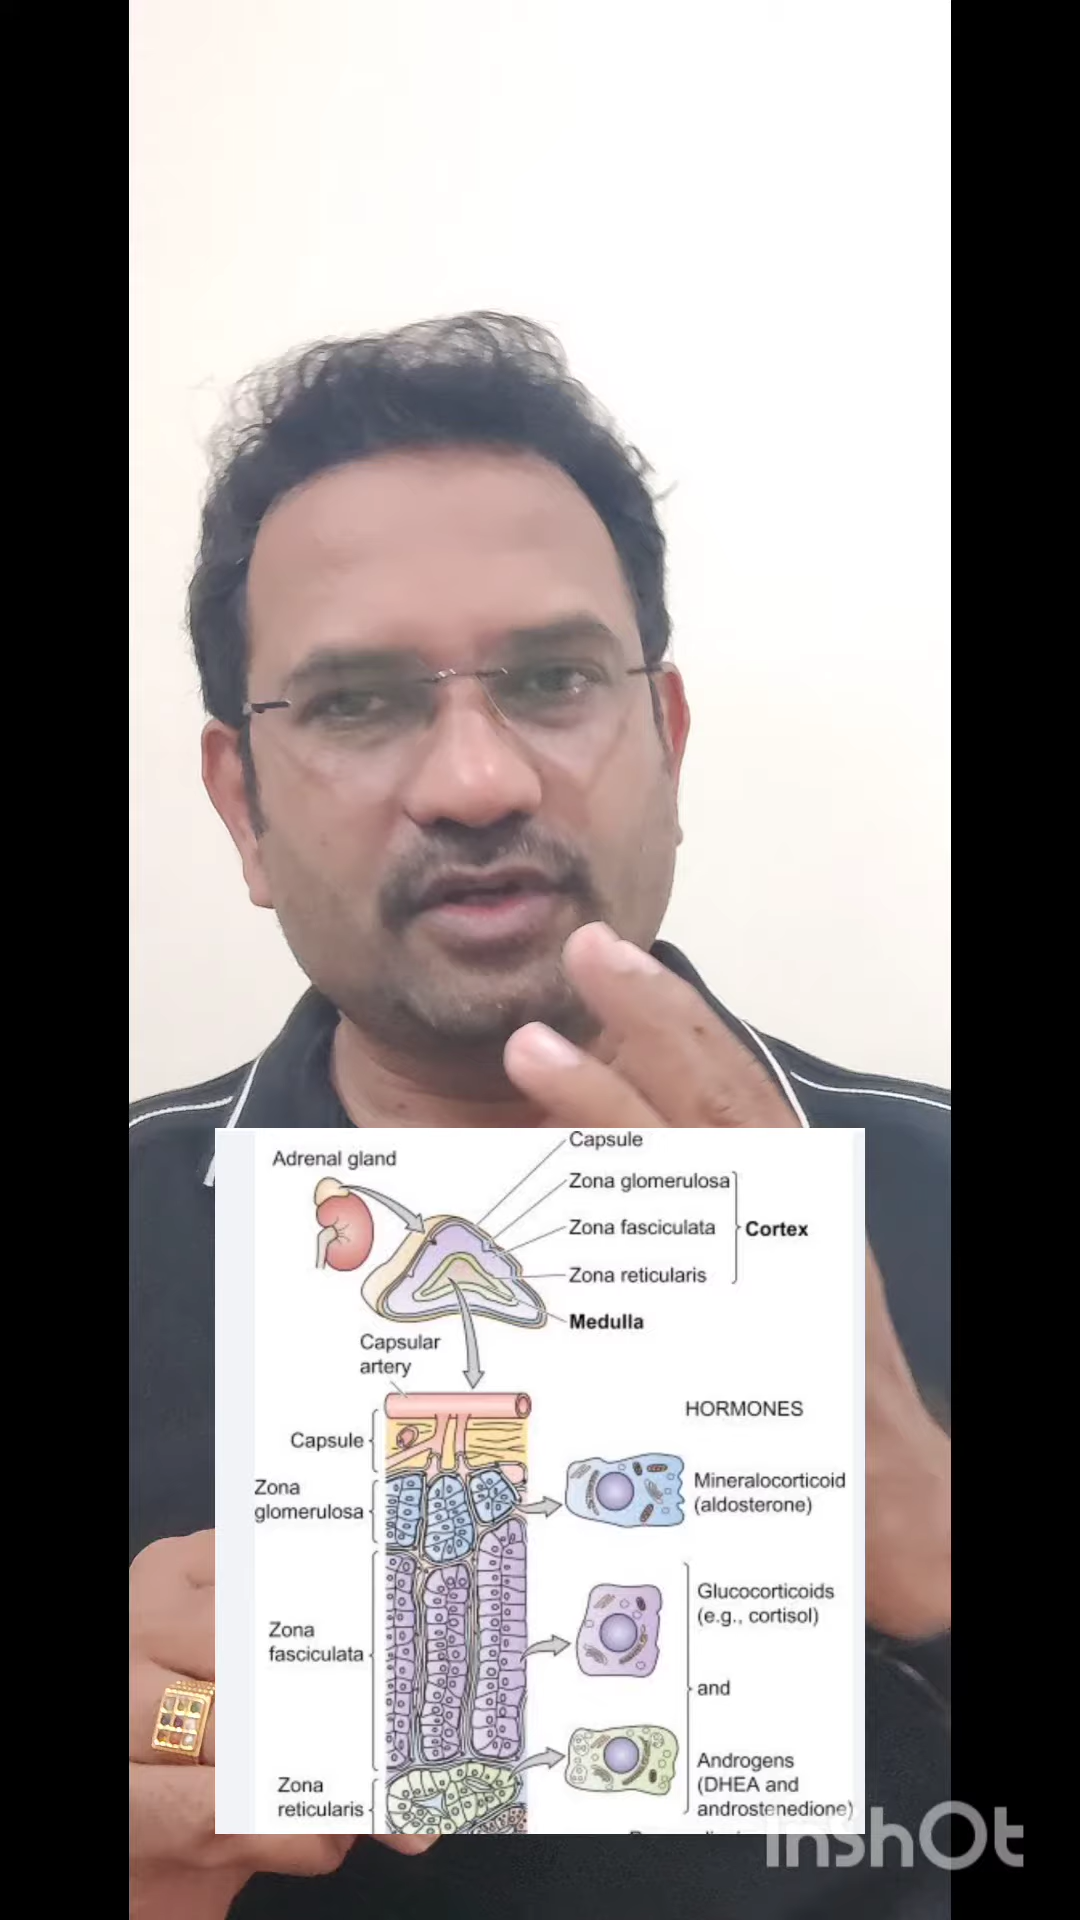 Adrenal gland
Capsule
Zona glomerulosa
Zona fasciculata
Cortex
Zona reticularis
Medulla
Capsular
artery
HORMONES
Capsule
Zona
glomerulosa
Mineralocorticoid
(aldosterone)
Zona
fasciculata
Glucocorticoids
(e.g., cortisol)
and
Zona
reticularis
Androgens
(DHEA and
androstenedione)
InShOt